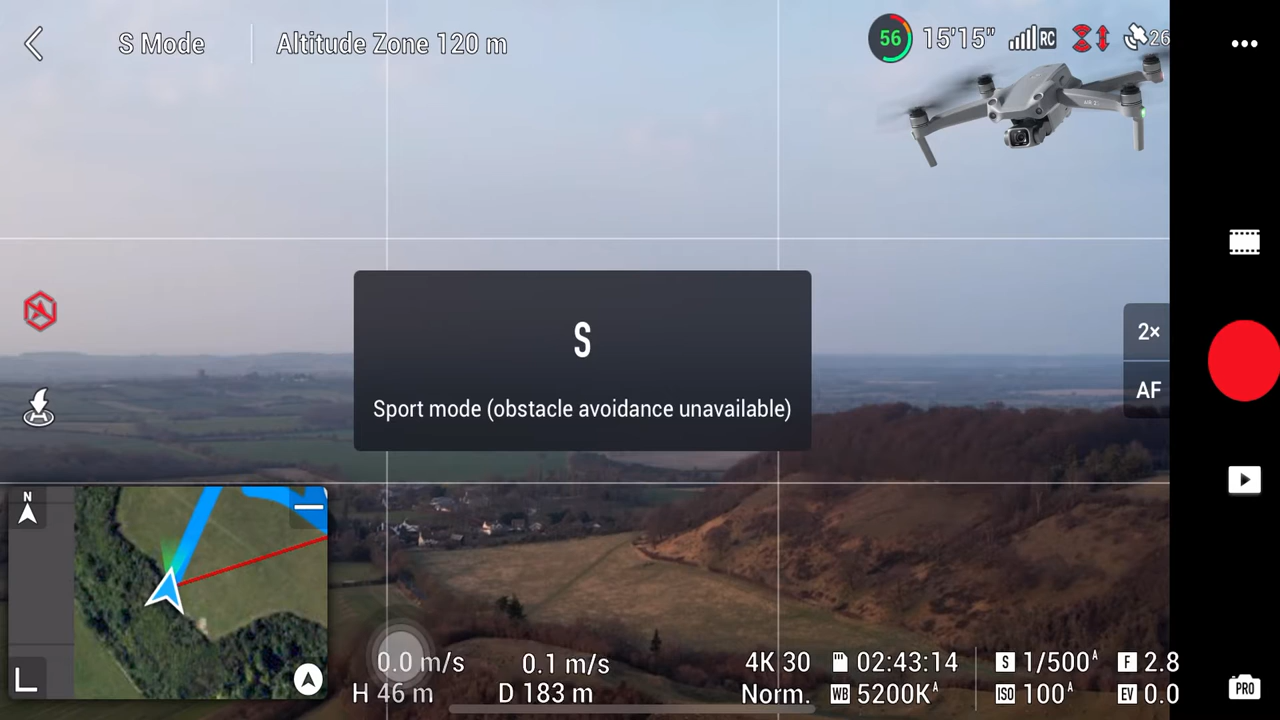 S Mode
Altitude Zone 120 m
56
15'15"
RC
26
S
Sport mode (obstacle avoidance unavailable)
2×
AF
N
0.0 m/s
0.1 m/s
H 46 m
D 183 m
4K 30
02:43:14
S 1/500 A
F 2.8
Norm.
WB 5200K A
ISO 100 A
EV 0.0
PRO